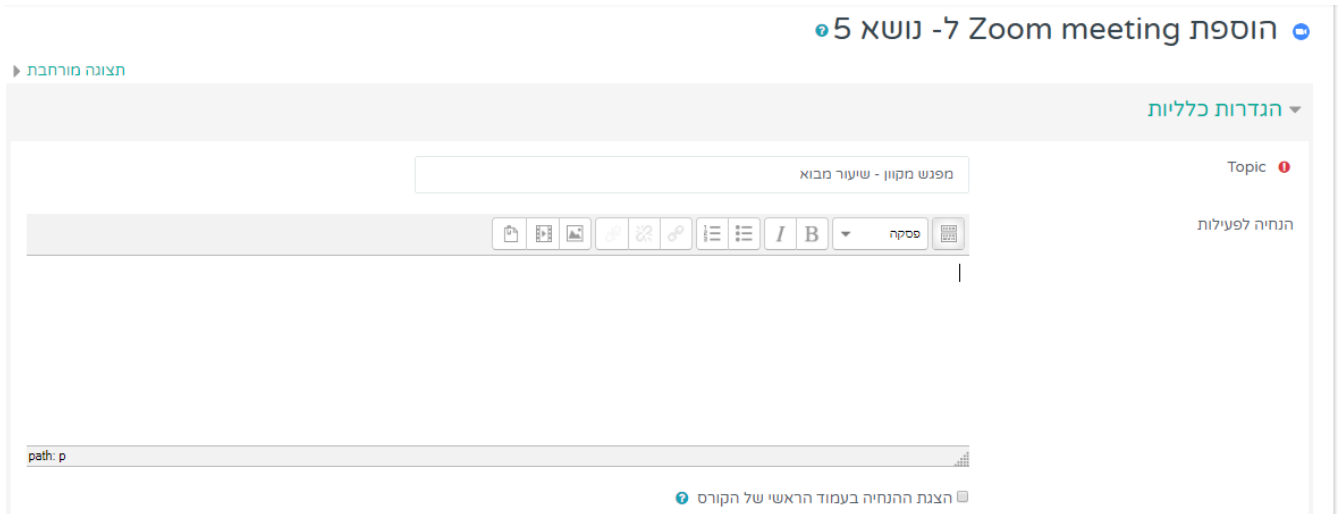 הוספת Zoom meeting ל- נושא 5
תצוגה מורחבת
הגדרות כלליות
Topic
מפגש מקוון - שיעור מבוא
הנחיה לפעילות
פסקה
B I
path: p
הצגת ההנחיה בעמוד הראשי של הקורס